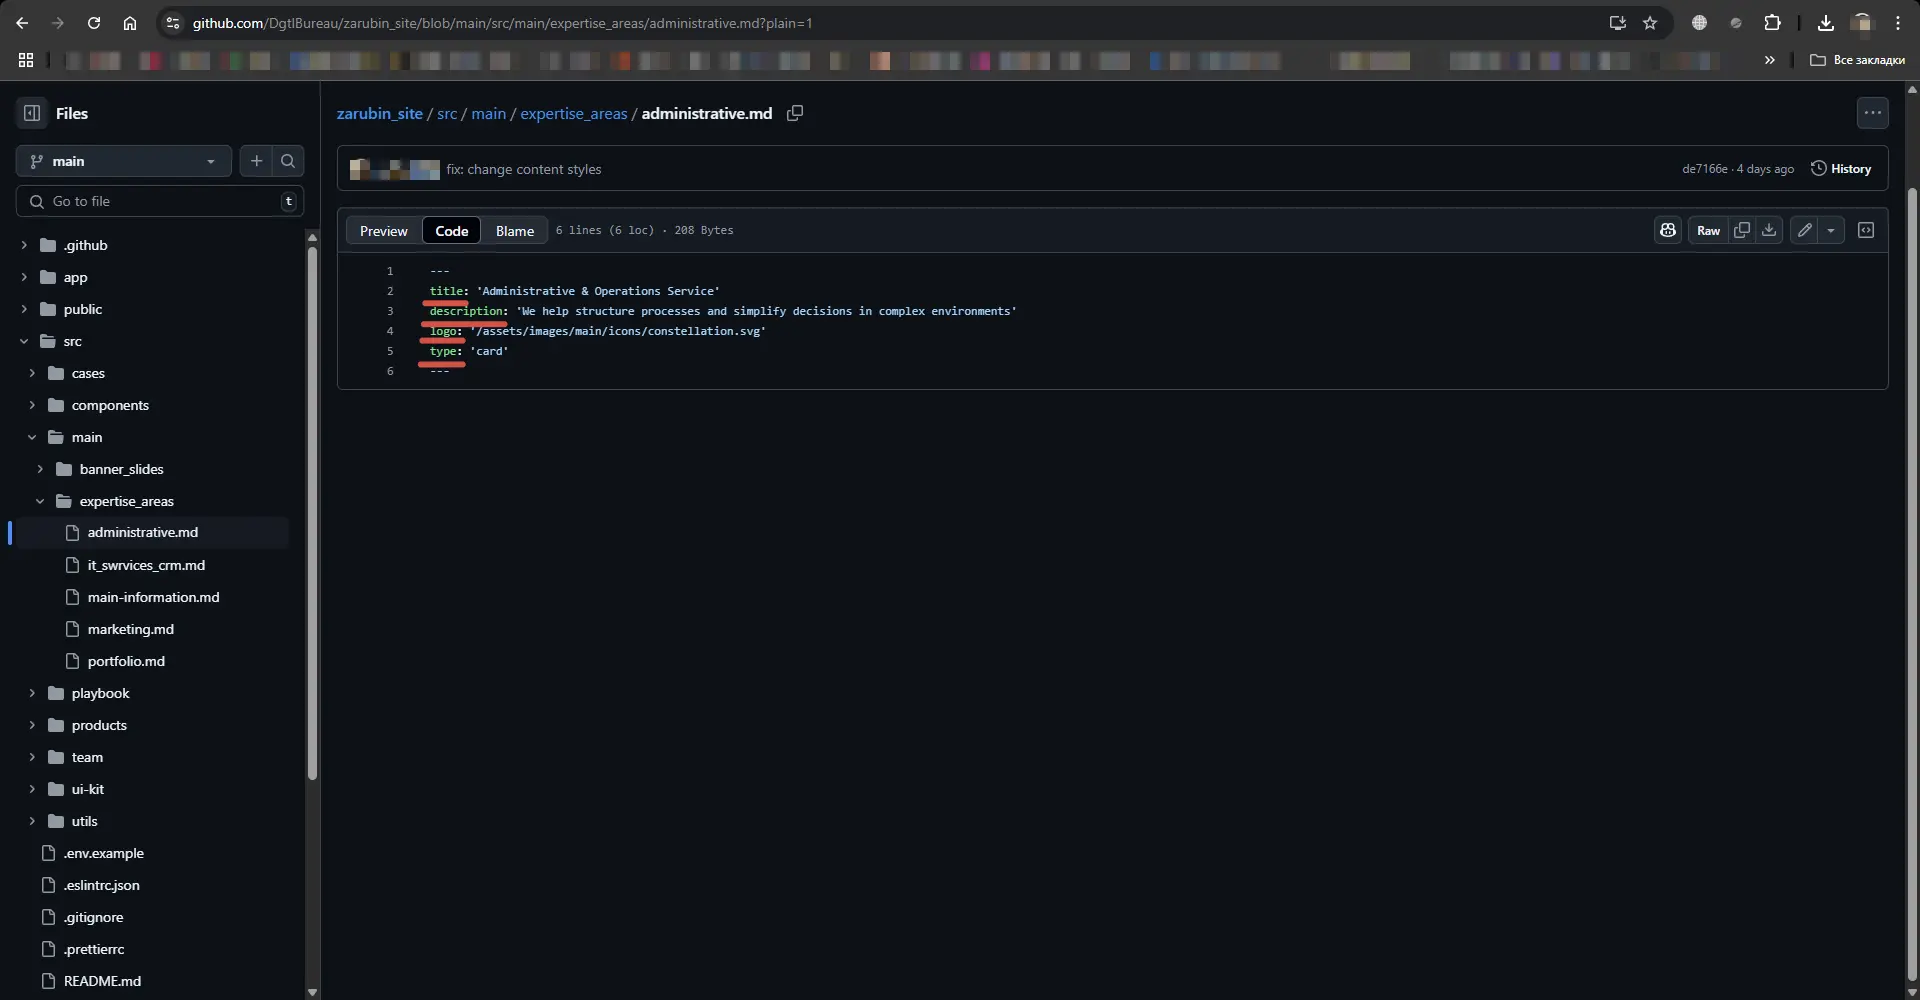 github.com/DgtlBureau/zarubin_site/blob/main/src/main/expertise_areas/administrative.md?plain=1
Все закладки
Files
main
Go to file
t
.github
app
public
src
cases
components
main
banner_slides
expertise_areas
administrative.md
it_swrvices_crm.md
main-information.md
marketing.md
portfolio.md
playbook
products
team
ui-kit
utils
.env.example
.eslintrc.json
.gitignore
.prettierrc
README.md
zarubin_site / src / main / expertise_areas / administrative.md
fix: change content styles
de7166e · 4 days ago
History
Preview Code Blame 6 lines (6 loc) · 208 Bytes
Raw
1 ---
2 title: 'Administrative & Operations Service'
3 description: 'We help structure processes and simplify decisions in complex environments'
4 logo: '/assets/images/main/icons/constellation.svg'
5 type: 'card'
6 ---